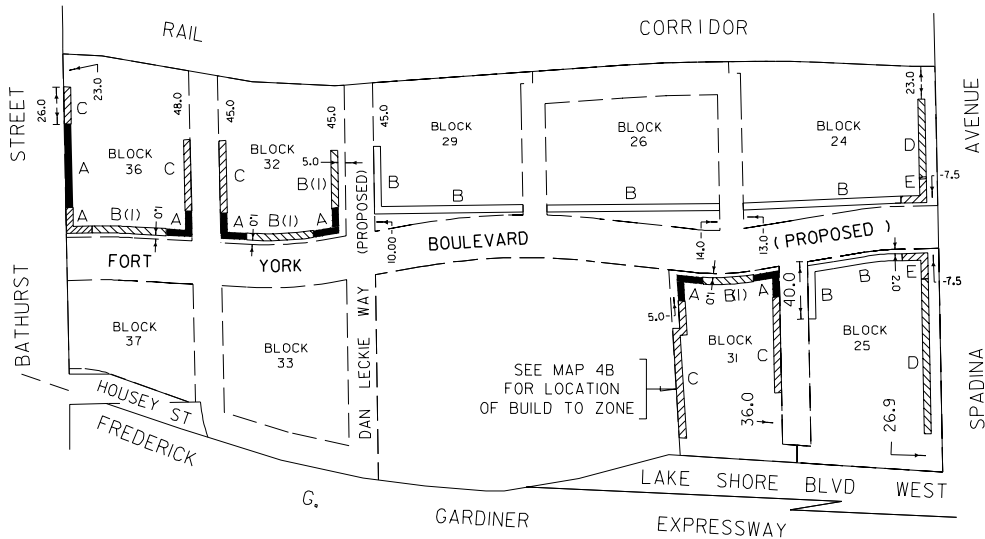 RAIL
CORRIDOR
STREET
AVENUE
26.0
23.0
48.0
45.0
45.0
45.0
23.0
C
C
C
BLOCK
36
BLOCK
32
BLOCK
29
BLOCK
26
BLOCK
24
5.0
A
B(1)
D
E
7.5
A
B(1)
A
1.0
A
B(1)
A
1.0
B
B
B
B
(PROPOSED)
10.00
14.0
13.0
FORT
YORK
BOULEVARD
(PROPOSED )
BATHURST
BLOCK
37
BLOCK
33
DAN LECKIE WAY
A
B(1)
A
1.0
40.0
B
B
2.0
E
7.5
5.0
BLOCK
31
C
C
BLOCK
25
D
SEE MAP 4B
FOR LOCATION
OF BUILD TO ZONE
36.0
26.9
SPADINA
HOUSEY ST
FREDERICK
G.
GARDINER
EXPRESSWAY
LAKE SHORE BLVD WEST